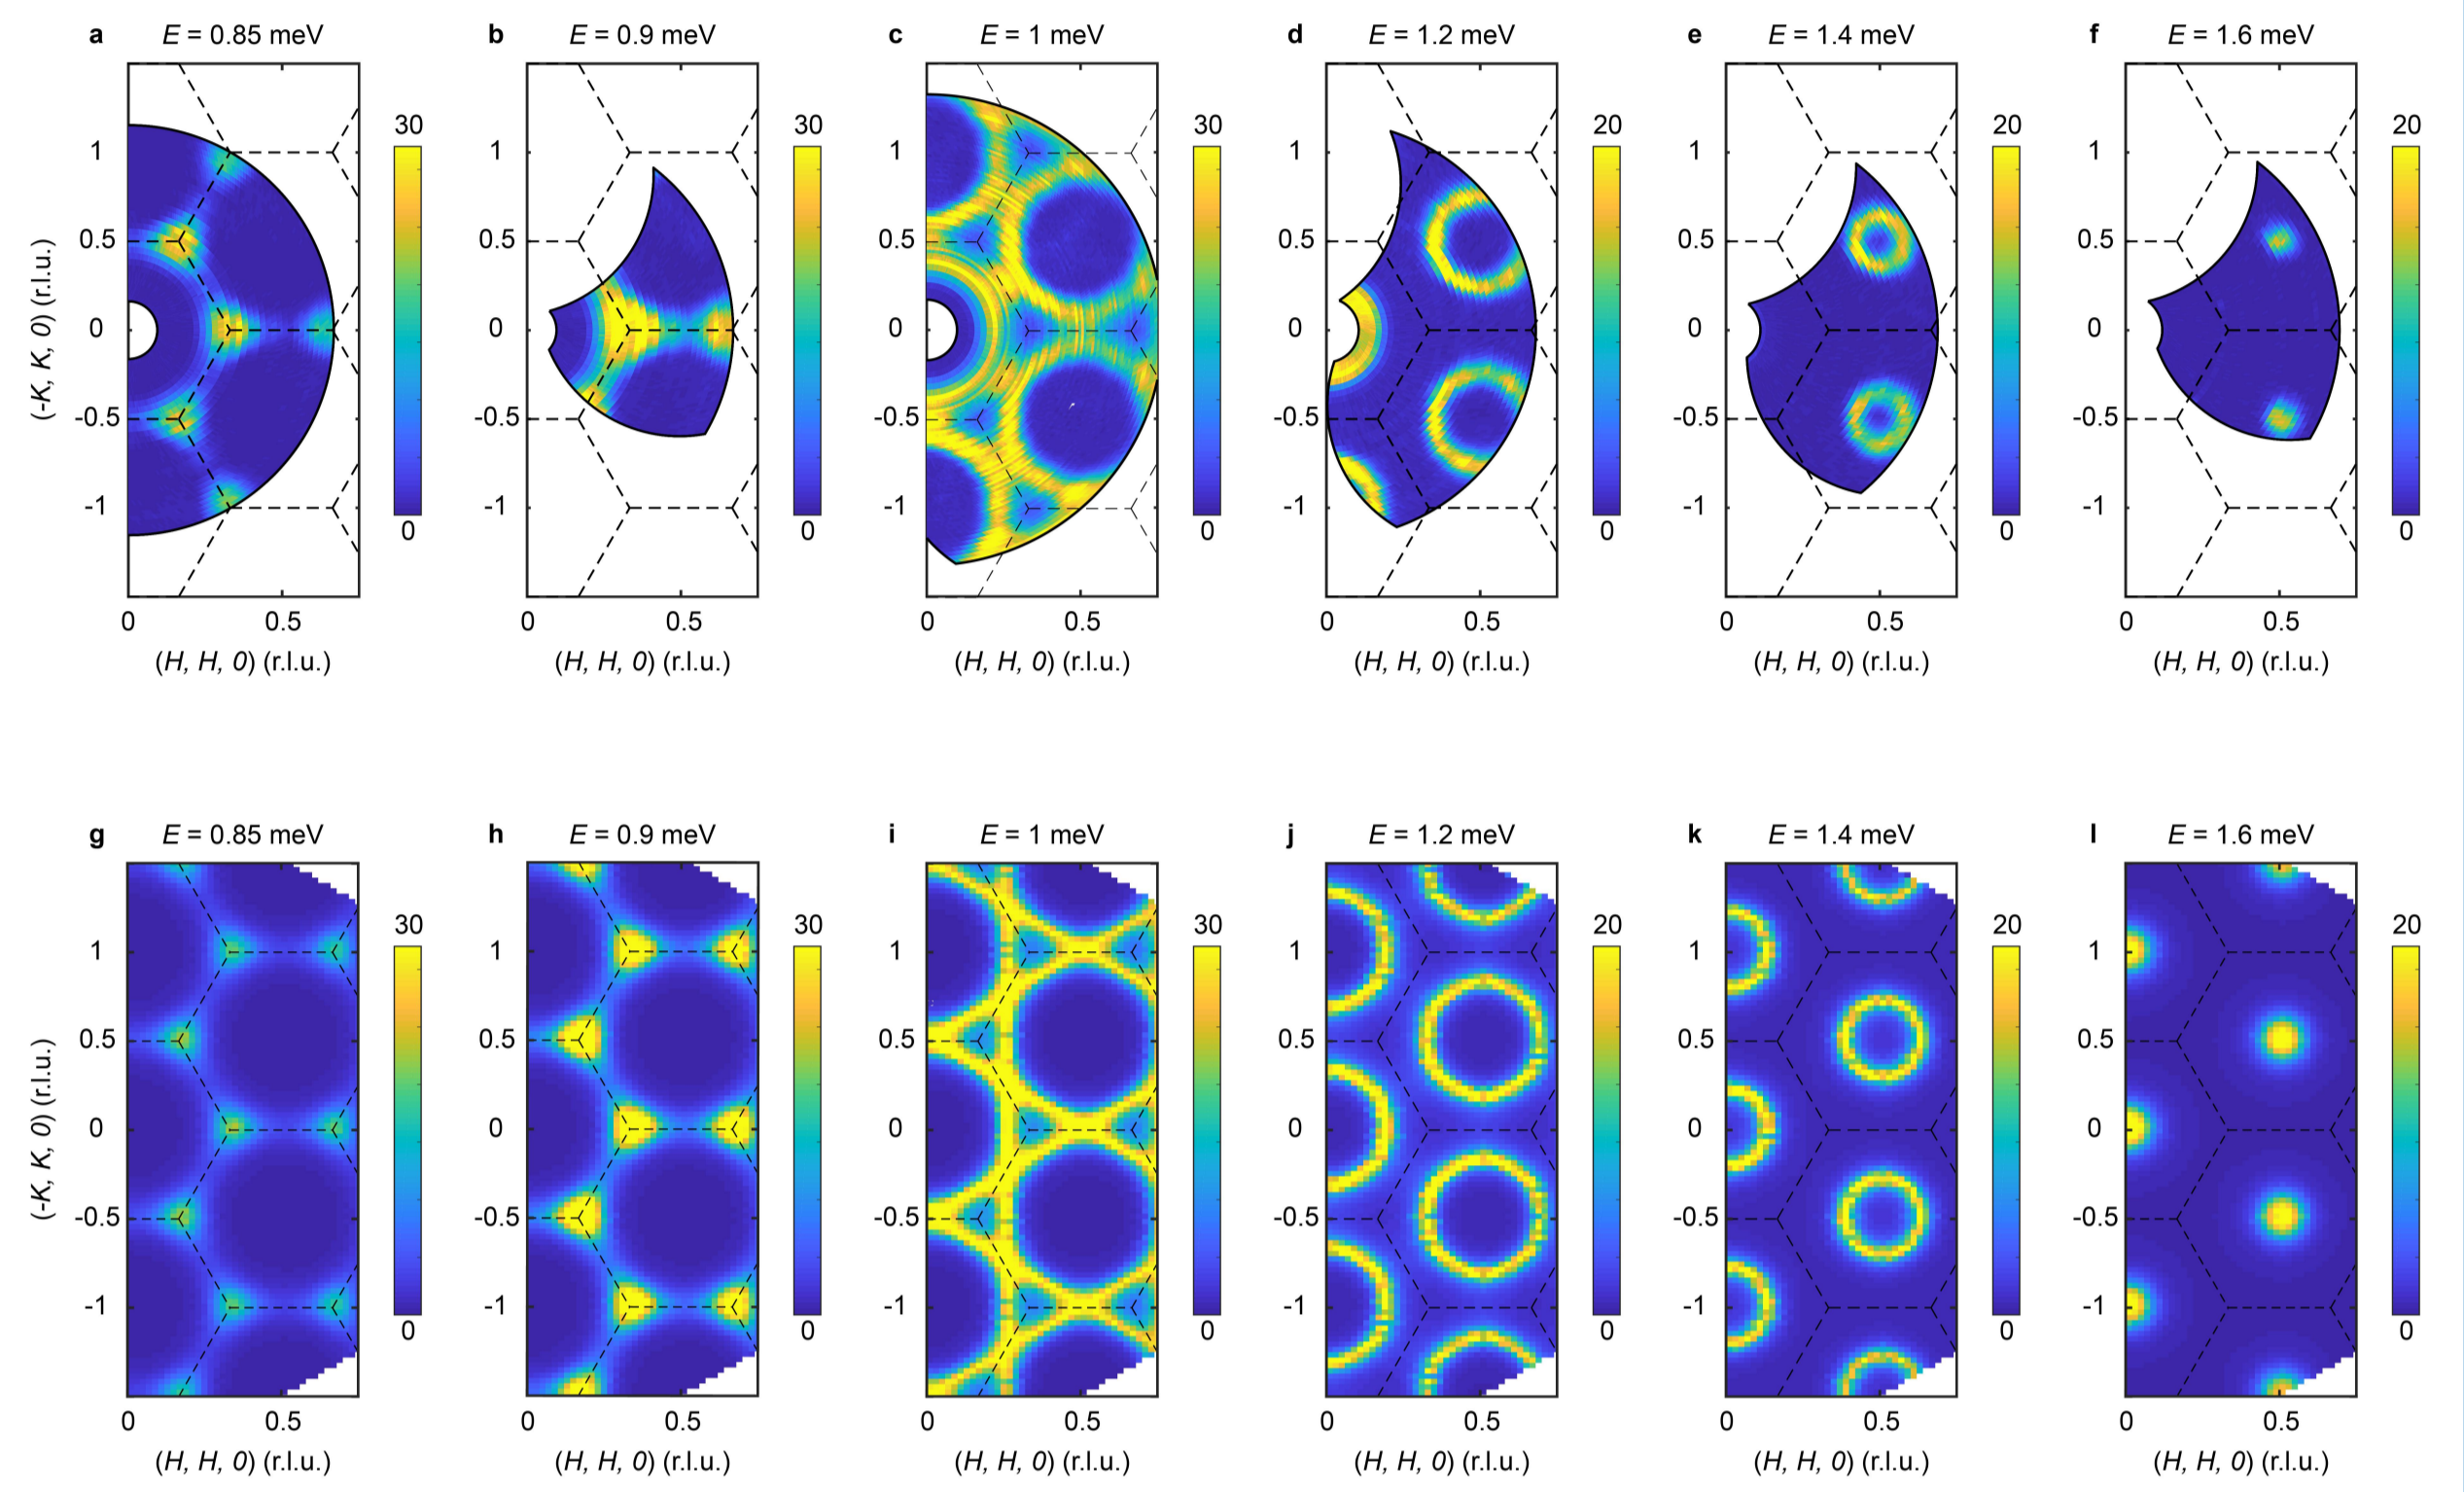 a E = 0.85 meV
b E = 0.9 meV
c E = 1 meV
d E = 1.2 meV
e E = 1.4 meV
f E = 1.6 meV
30 30 30 20 20 20
1 1 1 1 1 1
0.5 0.5 0.5 0.5 0.5 0.5
(-K, K, 0) (r.l.u.)
0 0 0 0 0 0
-0.5 -0.5 -0.5 -0.5 -0.5 -0.5
-1 -1 -1 -1 -1 -1
0 0 0 0 0 0
0 0.5 0 0.5 0 0.5 0 0.5 0 0.5 0 0.5
(H, H, 0) (r.l.u.) (H, H, 0) (r.l.u.) (H, H, 0) (r.l.u.) (H, H, 0) (r.l.u.) (H, H, 0) (r.l.u.) (H, H, 0) (r.l.u.)
g E = 0.85 meV
h E = 0.9 meV
i E = 1 meV
j E = 1.2 meV
k E = 1.4 meV
l E = 1.6 meV
30 30 30 20 20 20
1 1 1 1 1 1
0.5 0.5 0.5 0.5 0.5 0.5
(-K, K, 0) (r.l.u.)
0 0 0 0 0 0
-0.5 -0.5 -0.5 -0.5 -0.5 -0.5
-1 -1 -1 -1 -1 -1
0 0 0 0 0 0
0 0.5 0 0.5 0 0.5 0 0.5 0 0.5 0 0.5
(H, H, 0) (r.l.u.) (H, H, 0) (r.l.u.) (H, H, 0) (r.l.u.) (H, H, 0) (r.l.u.) (H, H, 0) (r.l.u.) (H, H, 0) (r.l.u.)